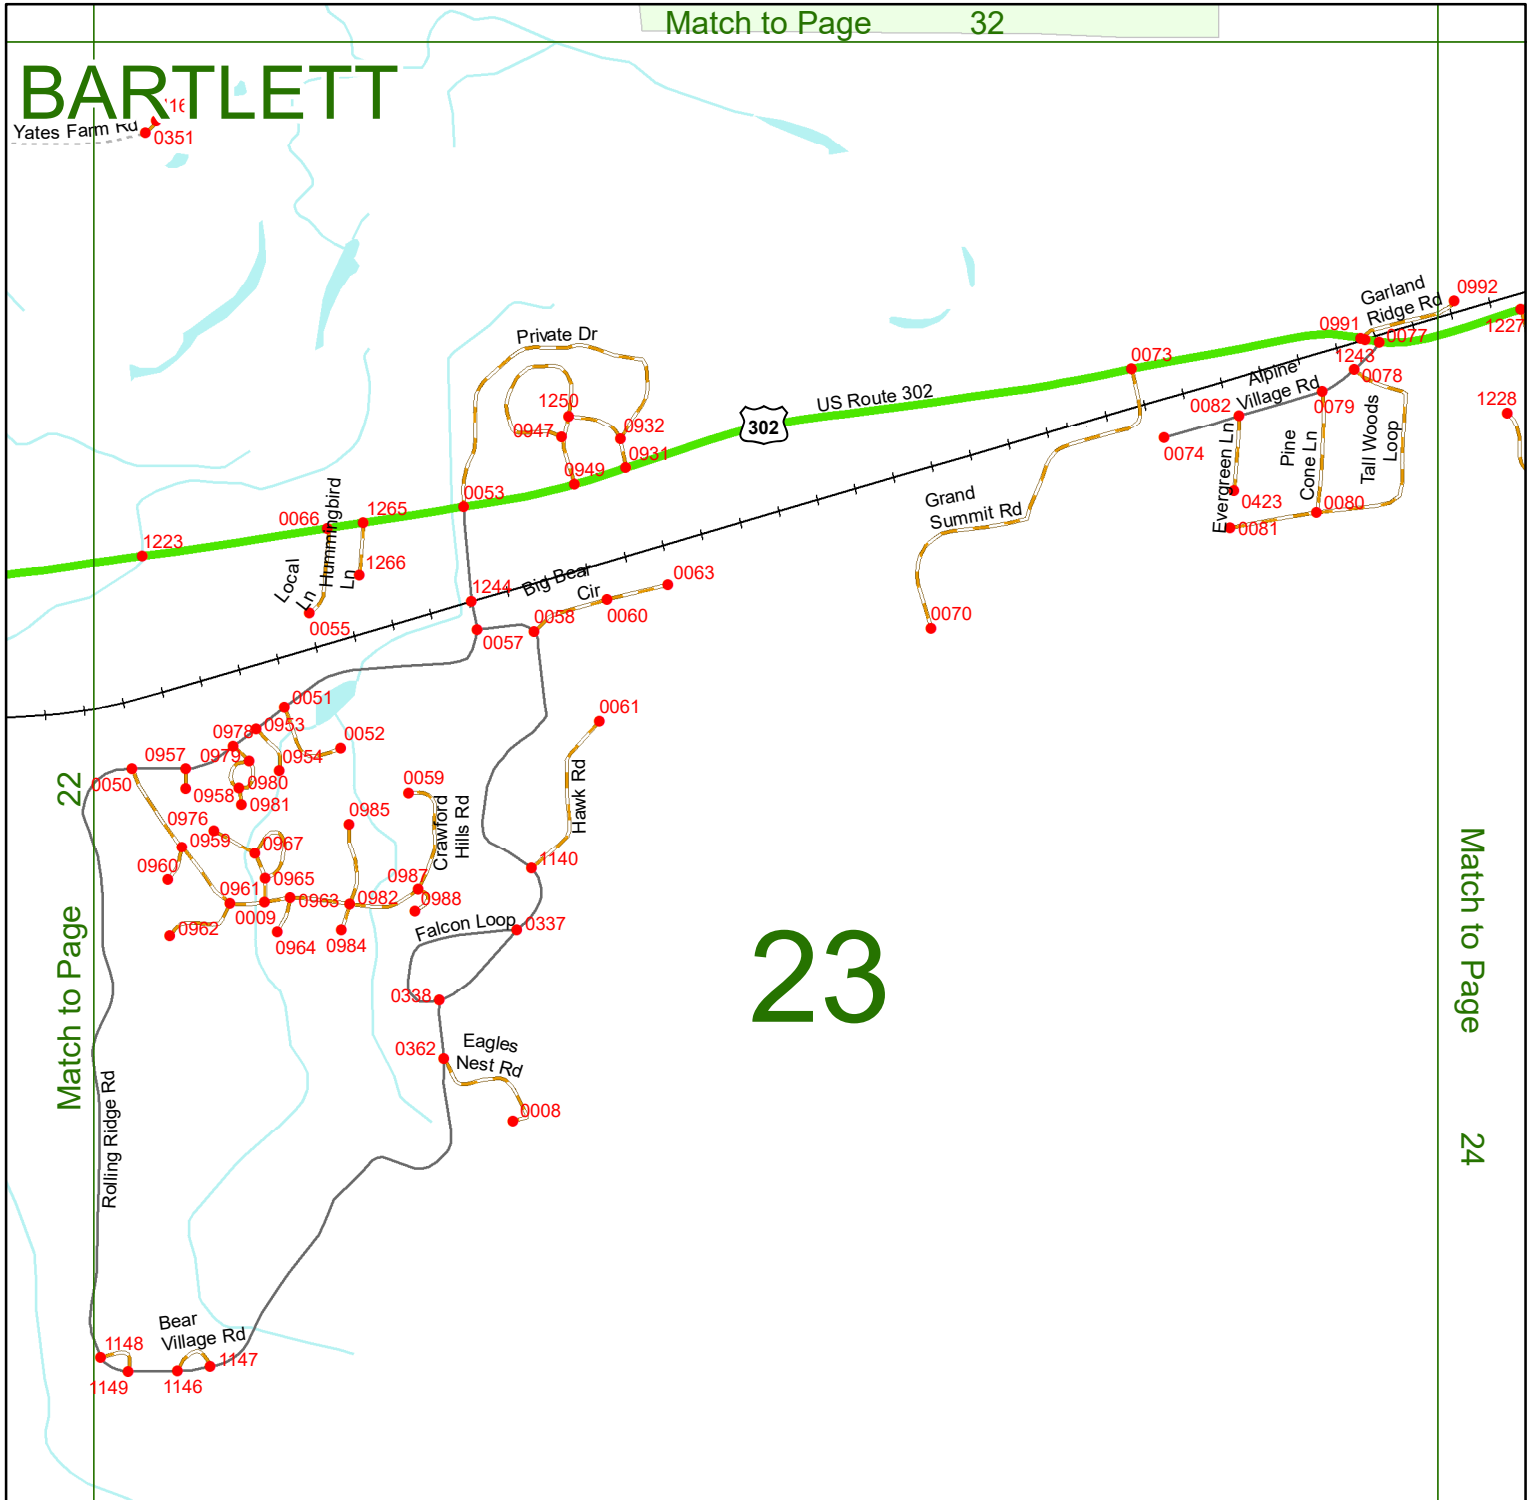 Match to Page 32
BARTLETT
Yates Farm Rd
0351
Garland
Ridge Rd
0992
Private Dr
0991
0077
1227
1243
0073
0078
Alpine
Village Rd
US Route 302
302
1250
0932
0947
0082
0079
1228
0931
0074
Evergreen Ln
Pine
Cone Ln
Tall Woods
Loop
0949
0053
Grand
Summit Rd
0423
0080
0081
0066
Hummingbird
Ln
1265
1223
Local
Ln
1266
1244
Big Bear
Cir
0063
0055
0058
0060
0057
0070
0051
0061
0978
0953
0052
0957
0979
0954
0050
0958
0980
0059
0981
Crawford
Hills Rd
Hawk Rd
0976
0985
0959
0967
1140
0960
0965
0987
0961
0963
0982
0988
0009
0962
0964
0984
Falcon Loop
0337
23
0338
0362
Eagles
Nest Rd
0008
Match to Page 22
Match to Page 24
Rolling Ridge Rd
Bear
Village Rd
1148
1147
1149
1146